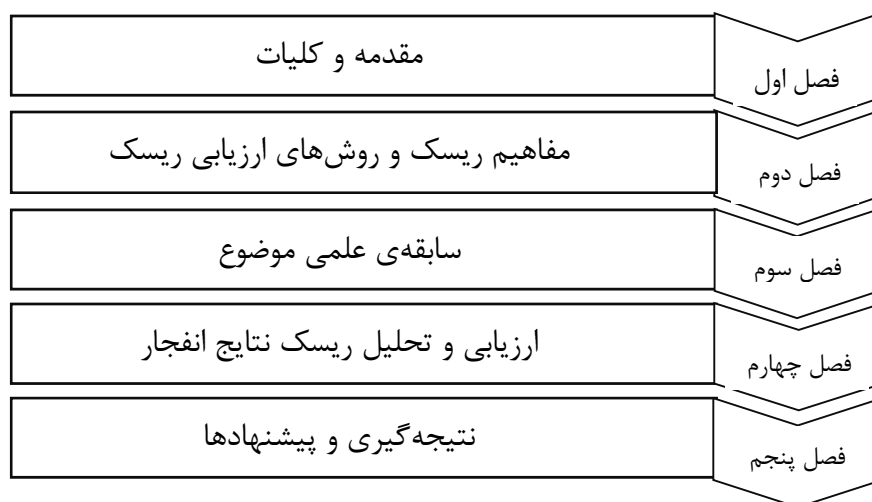 فصل اول
مقدمه و کلیات
فصل دوم
مفاهیم ریسک و روش‌های ارزیابی ریسک
فصل سوم
سابقه‌ی علمی موضوع
فصل چهارم
ارزیابی و تحلیل ریسک نتایج انفجار
فصل پنجم
نتیجه‌گیری و پیشنهادها